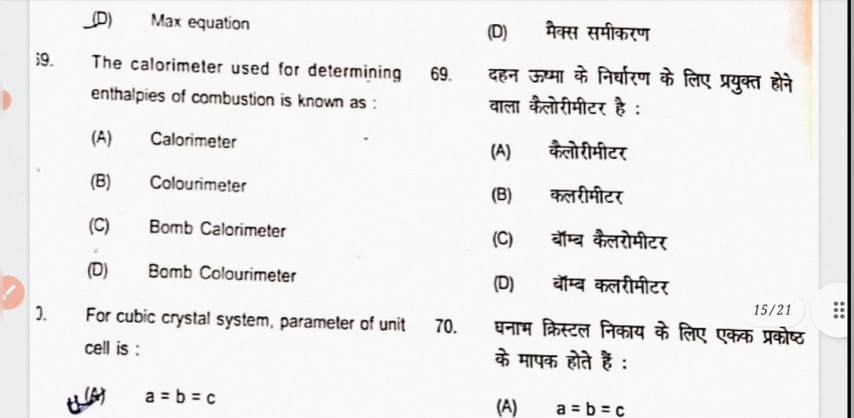 (D) Max equation
(D) मैक्स समीकरण
69. The calorimeter used for determining
enthalpies of combustion is known as :
(A) Calorimeter
(B) Colourimeter
(C) Bomb Calorimeter
(D) Bomb Colourimeter
69. दहन ऊष्मा के निर्धारण के लिए प्रयुक्त होने
वाला कैलोरीमीटर है :
(A) कैलोरीमीटर
(B) कलरीमीटर
(C) बॉम्ब कैलरोमीटर
(D) बॉम्ब कलरीमीटर
0. For cubic crystal system, parameter of unit
cell is :
(A) a = b = c
70. घनाभ क्रिस्टल निकाय के लिए एकक प्रकोष्ठ
के मापक होते हैं :
(A) a = b = c
15/21